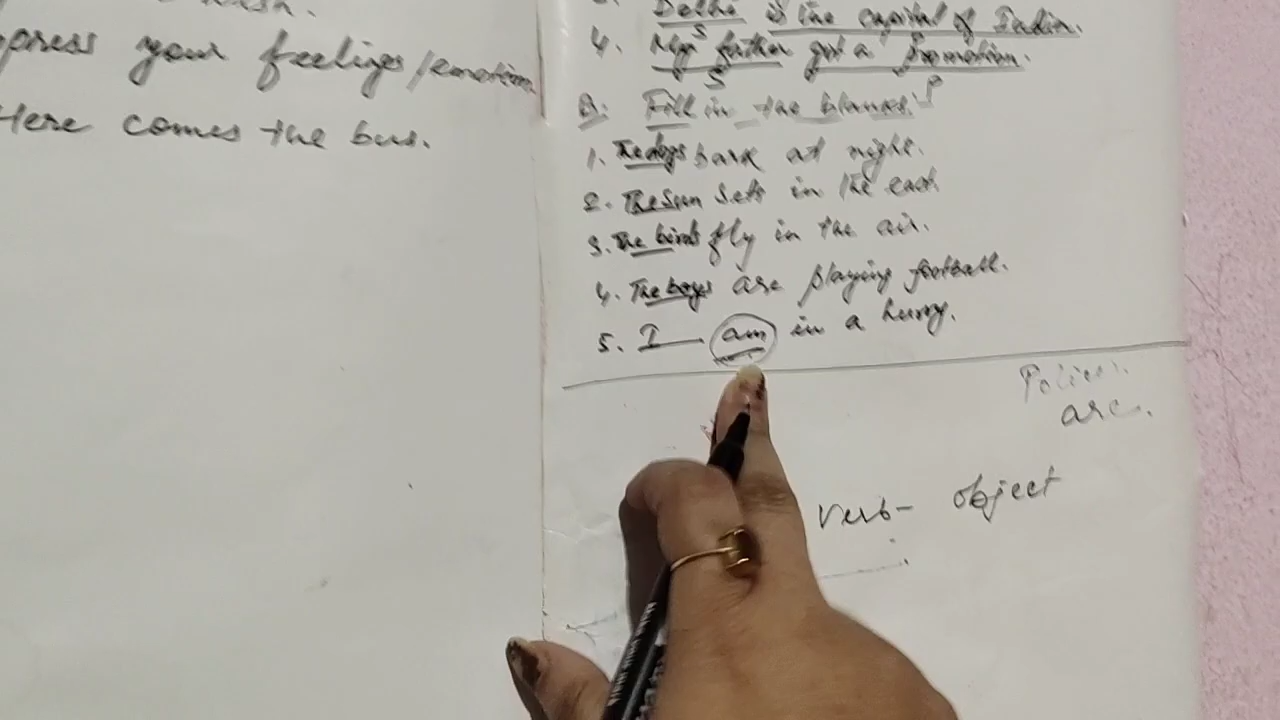 press your feelings/emotion
Here comes the bus.
Delhi is the capital of India.
S
4. My father got a promotion.
S P
B. Fill in the blanks:
1. The dogs bark at night.
2. The Sun sets in the east.
3. The birds fly in the air.
4. The boys are playing football.
5. I am in a hurry.
Police
are.
verb- object